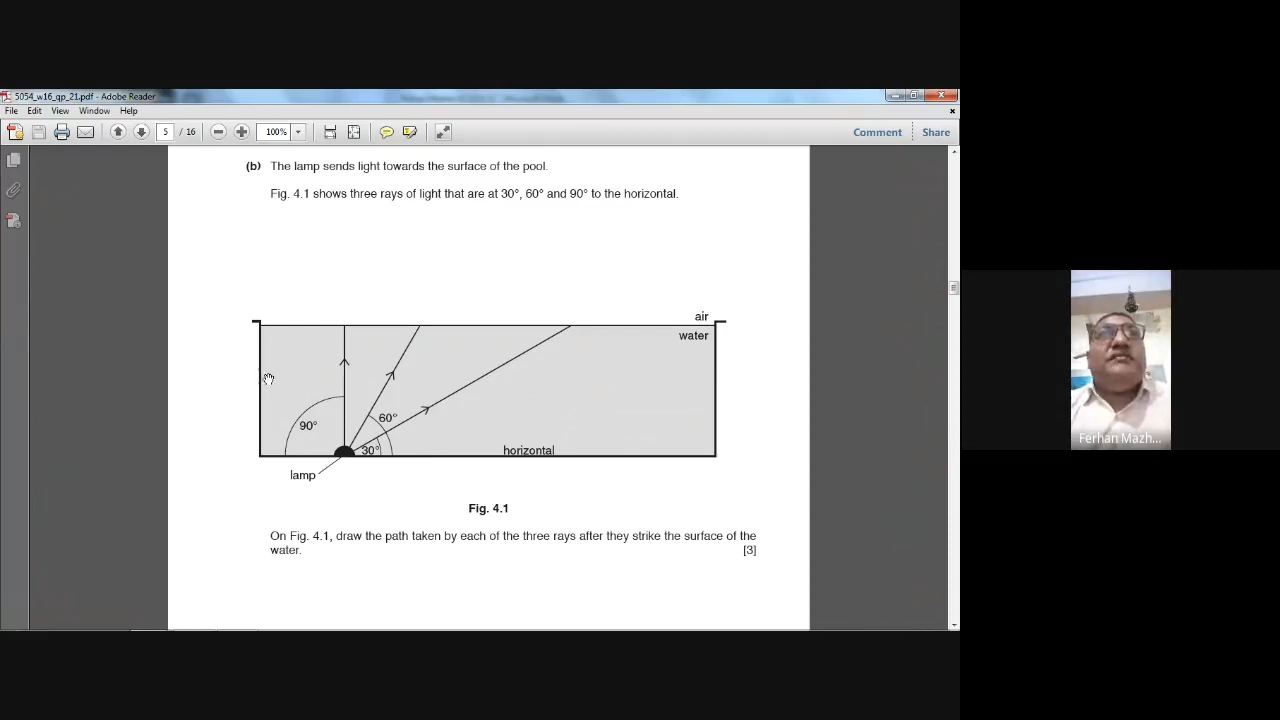 5054_w16_qp_21.pdf - Adobe Reader
File Edit View Window Help
5 / 16 100% Comment Share
(b) The lamp sends light towards the surface of the pool.
Fig. 4.1 shows three rays of light that are at 30°, 60° and 90° to the horizontal.
air
water
90° 60°
30° horizontal
lamp
Fig. 4.1
On Fig. 4.1, draw the path taken by each of the three rays after they strike the surface of the
water. [3]
Ferhan Mazh...